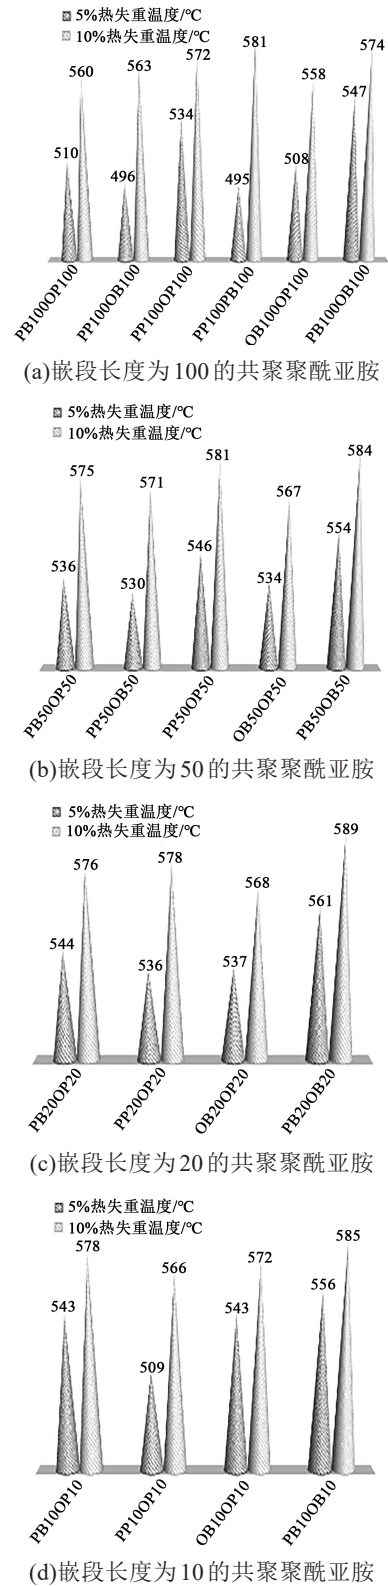 5%热失重温度/℃
10%热失重温度/℃
510 560 496 563 534 572 495 581 508 558 547 574
PB100OP100 PP100OB100 PP100OP100 PP100PB100 OB100OP100 PB100OB100
(a)嵌段长度为100的共聚聚酰亚胺
5%热失重温度/℃
10%热失重温度/℃
536 575 530 571 546 581 534 567 554 584
PB50OP50 PP50OB50 PP50OP50 OB50OP50 PB50OB50
(b)嵌段长度为50的共聚聚酰亚胺
5%热失重温度/℃
10%热失重温度/℃
544 576 536 578 537 568 561 589
PB20OP20 PP20OP20 OB20OP20 PB20OB20
(c)嵌段长度为20的共聚聚酰亚胺
5%热失重温度/℃
10%热失重温度/℃
543 578 509 566 543 572 556 585
PB10OP10 PP10OP10 OB10OP10 PB10OB10
(d)嵌段长度为10的共聚聚酰亚胺